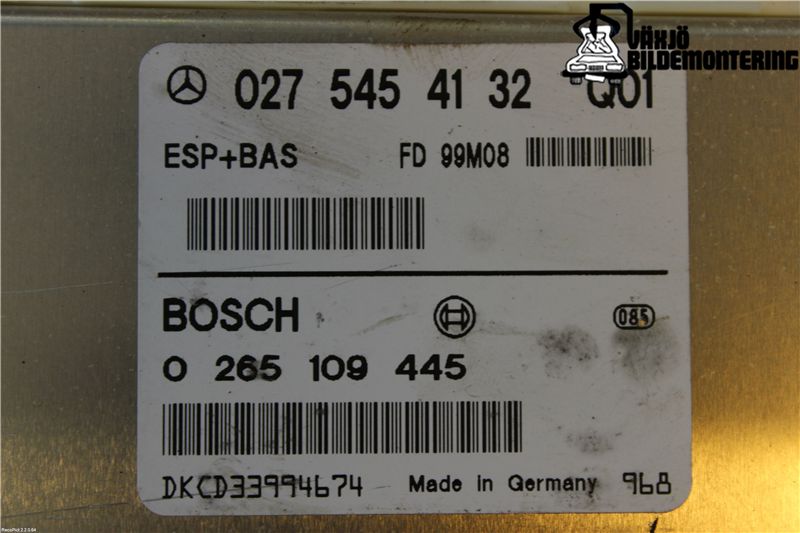 VÄXJÖ
BILDEMONTERING
027 545 41 32 Q01
ESP+BAS FD 99M08
BOSCH 085
0 265 109 445
DKCD33994674 Made in Germany 968